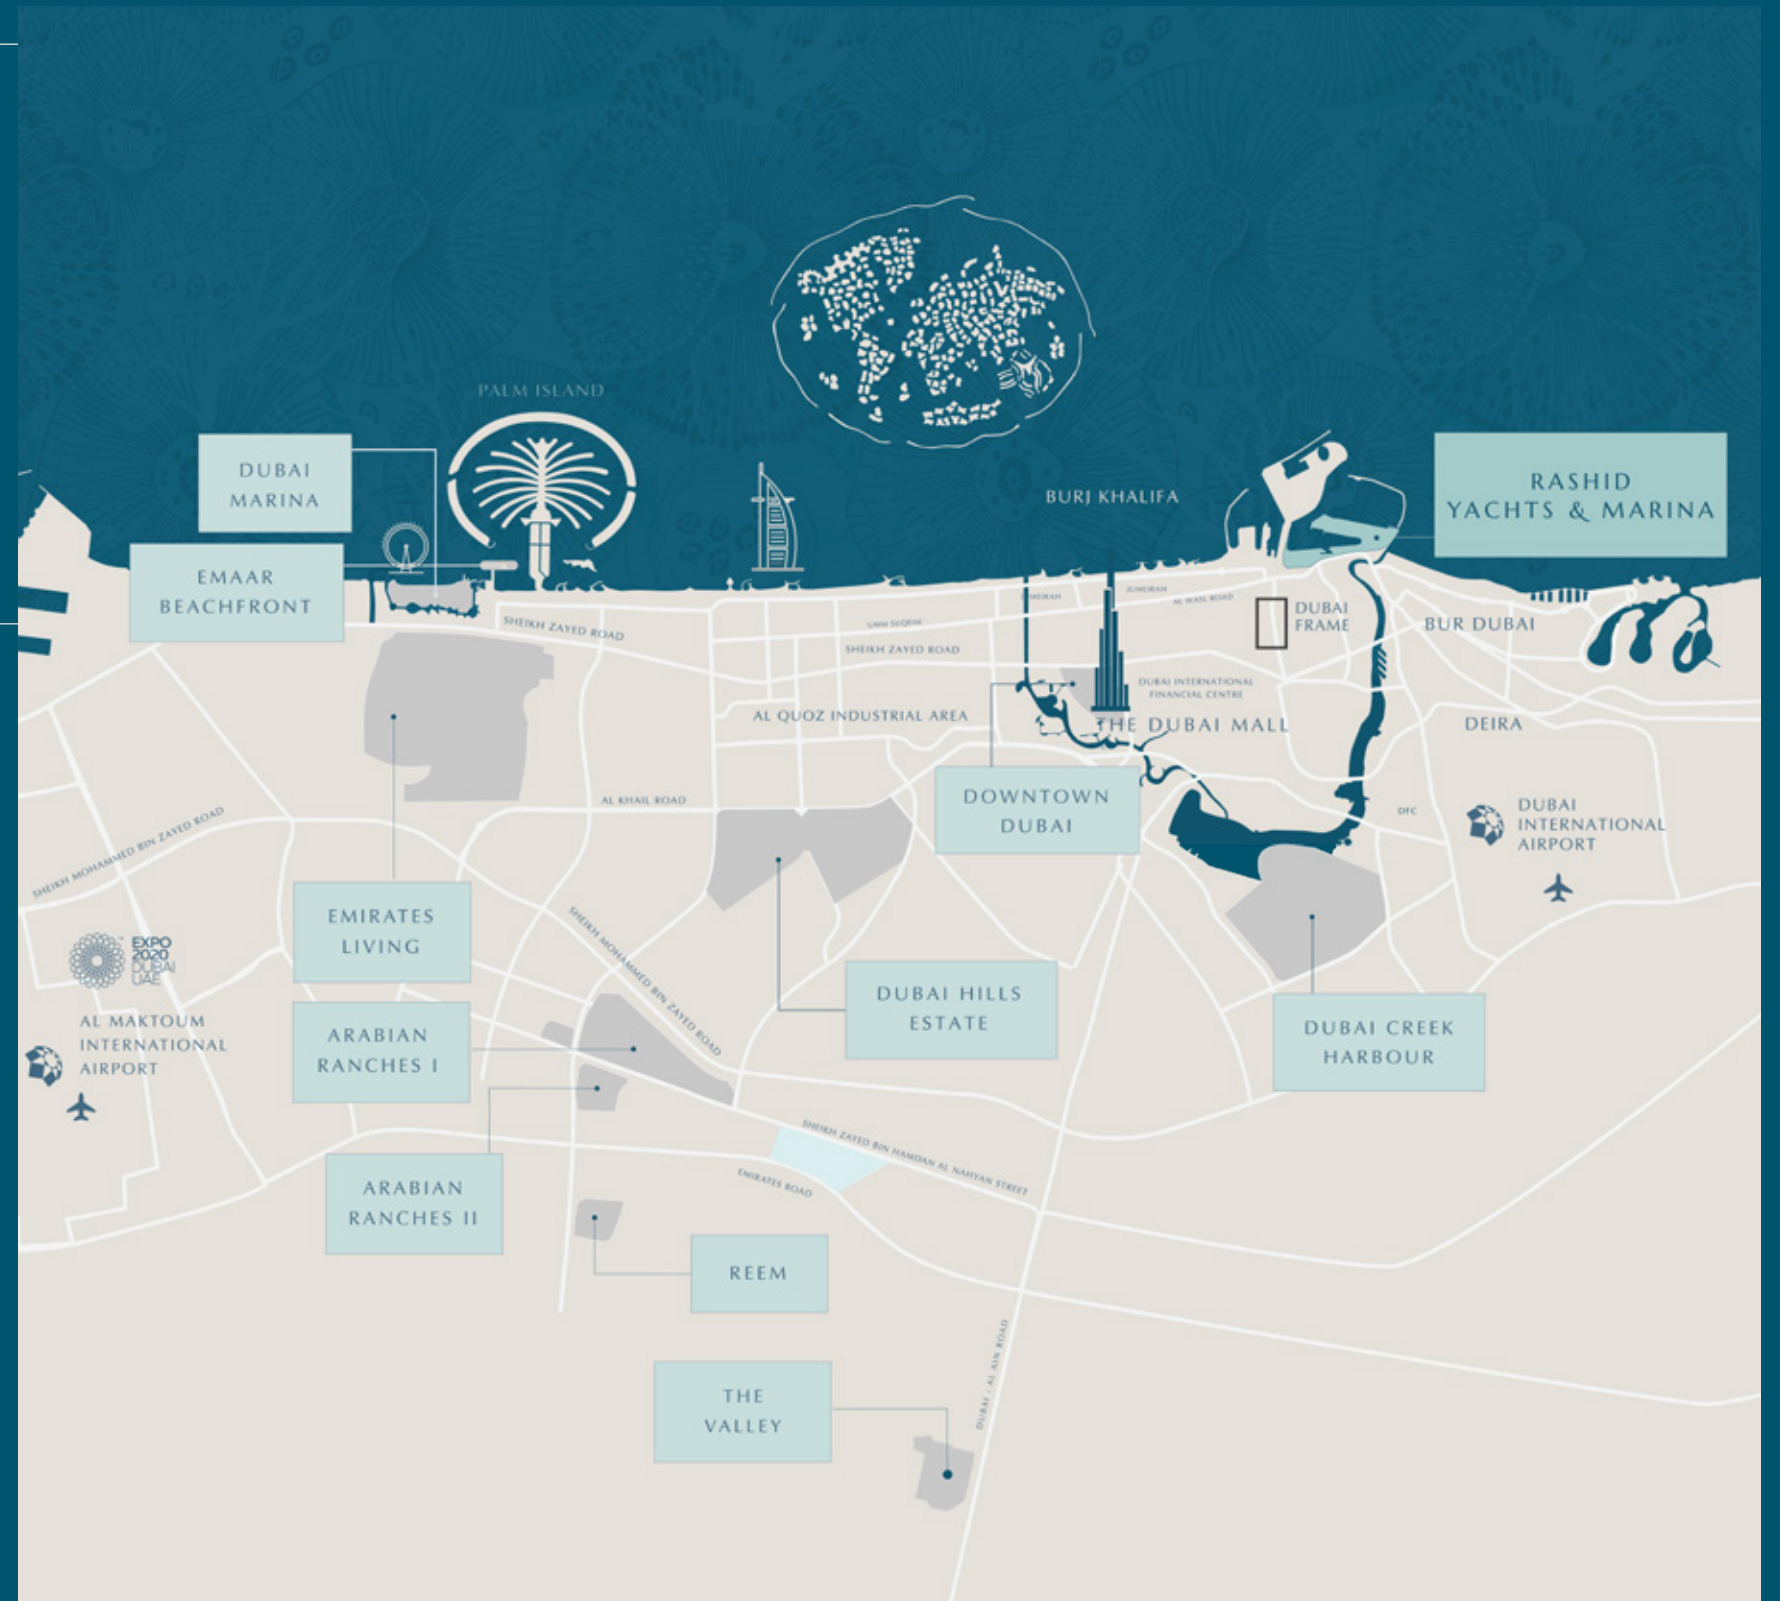 PALM ISLAND
DUBAI
MARINA
RASHID
YACHTS & MARINA
BURJ KHALIFA
EMAAR
BEACHFRONT
JUMEIRAH
JUMEIRAH
AL WASL ROAD
DUBAI
FRAME
BUR DUBAI
SHEIKH ZAYED ROAD
UMM SUQEIM
SHEIKH ZAYED ROAD
DUBAI INTERNATIONAL
FINANCIAL CENTRE
AL QUOZ INDUSTRIAL AREA
THE DUBAI MALL
DEIRA
DOWNTOWN
DUBAI
AL KHAIL ROAD
DFC
DUBAI
INTERNATIONAL
AIRPORT
SHEIKH MOHAMMED BIN ZAYED ROAD
EMIRATES
LIVING
EXPO
2020
DUBAI
UAE
SHEIKH MOHAMMED BIN ZAYED ROAD
DUBAI HILLS
ESTATE
AL MAKTOUM
INTERNATIONAL
AIRPORT
ARABIAN
RANCHES I
DUBAI CREEK
HARBOUR
SHEIKH ZAYED BIN HAMDAN AL NAHYAN STREET
EMIRATES ROAD
ARABIAN
RANCHES II
REEM
DUBAI - AL AIN ROAD
THE
VALLEY